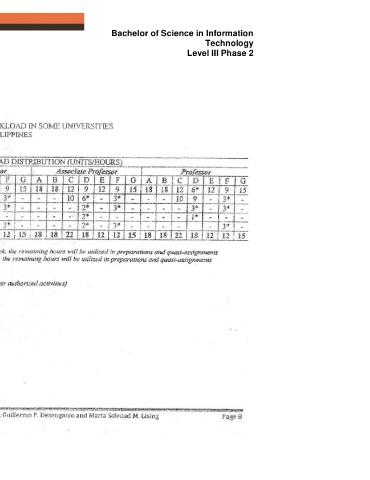 Bachelor of Science in Information
Technology
Level III Phase 2
KLOAD IN SOME UNIVERSITIES
LIPPINES
AD DISTRIBUTION (UNITS/HOURS)
or Associate Professor Professor
F G A B C D E F G A B C D E F G
9 15 18 18 12 9 12 9 15 18 18 12 6* 12 9 15
3* - - - 10 6* - 3* - - - 10 9 - 3* -
3* - - - - 2* - 3* - - - - 3* - 3* -
- - - - - 3* - - - - - - 1* - - -
3* - - - - 2* - 3* - - - - - - 3* -
12 15 18 18 22 18 12 12 15 18 18 22 18 12 12 15
k, the remaining hours will be utilized in preparations and quasi-assignments
, the remaining hours will be utilized in preparations and quasi-assignments
er authorized activities)
, Guillermo P. Desenganio and Maria Soledad M. Lising Page 8